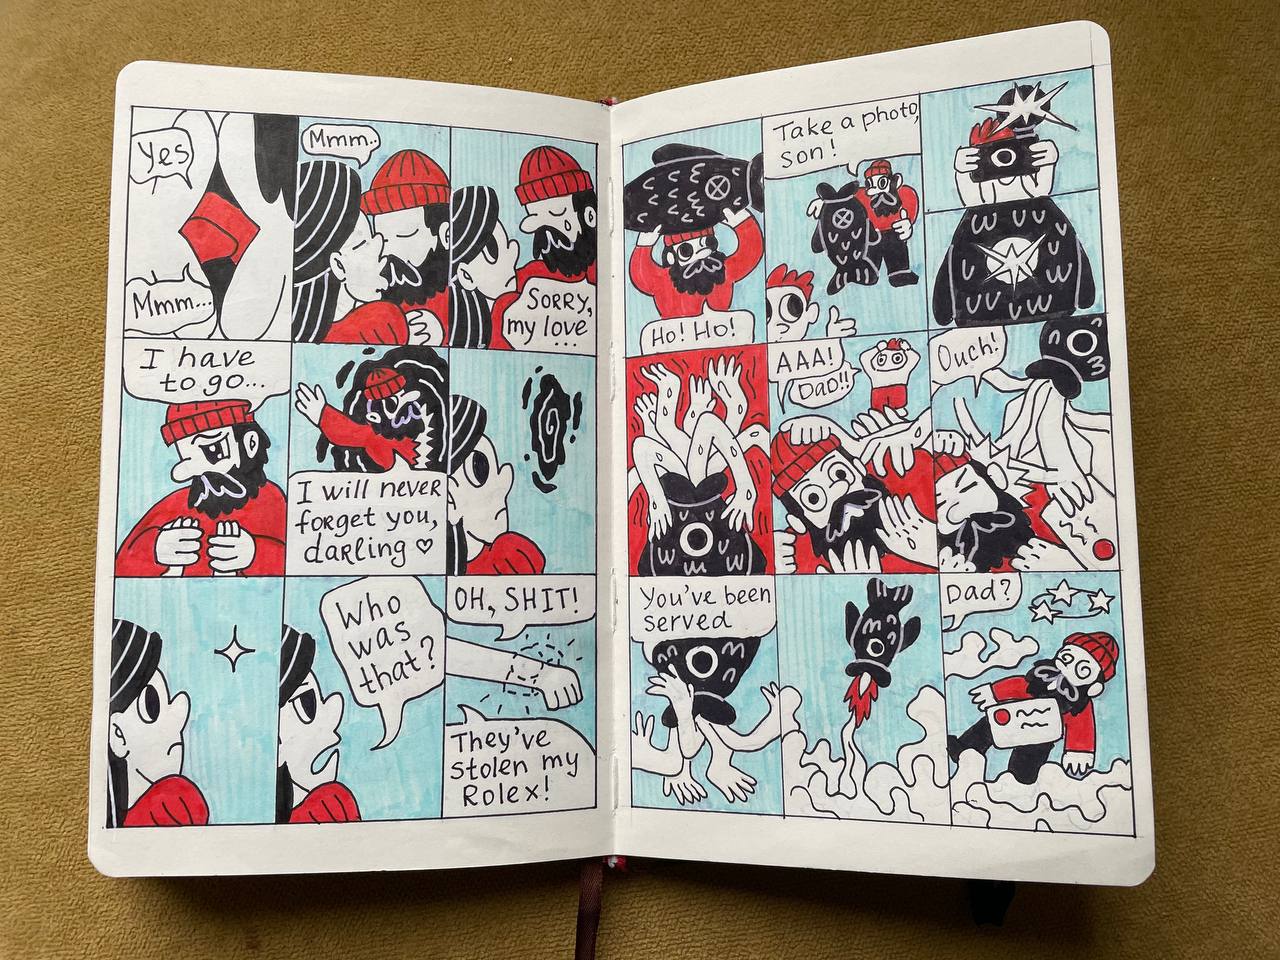 Yes
Mmm...
Mmm..
SORRY,
my love
...
I have
to go...
I will never
forget you,
darling ♡
Who
was
that?
OH, SHIT!
They've
stolen my
Rolex!
Ho! Ho!
Take a photo,
son!
AAA!
Dad!!
Ouch!
You've been
served
Dad?